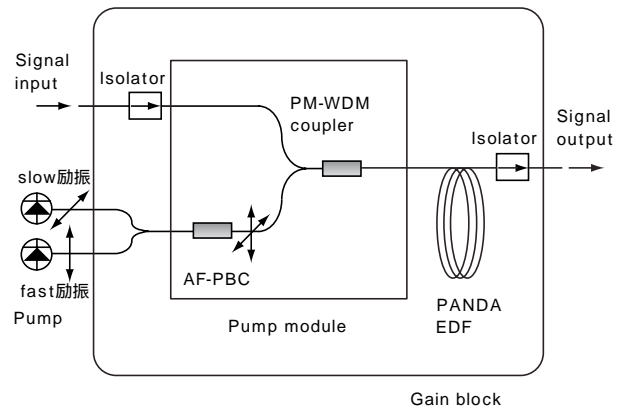 Signal
input
Isolator
PM-WDM
coupler
Signal
output
Isolator
slow励振
fast励振
Pump
AF-PBC
PANDA
EDF
Pump module
Gain block